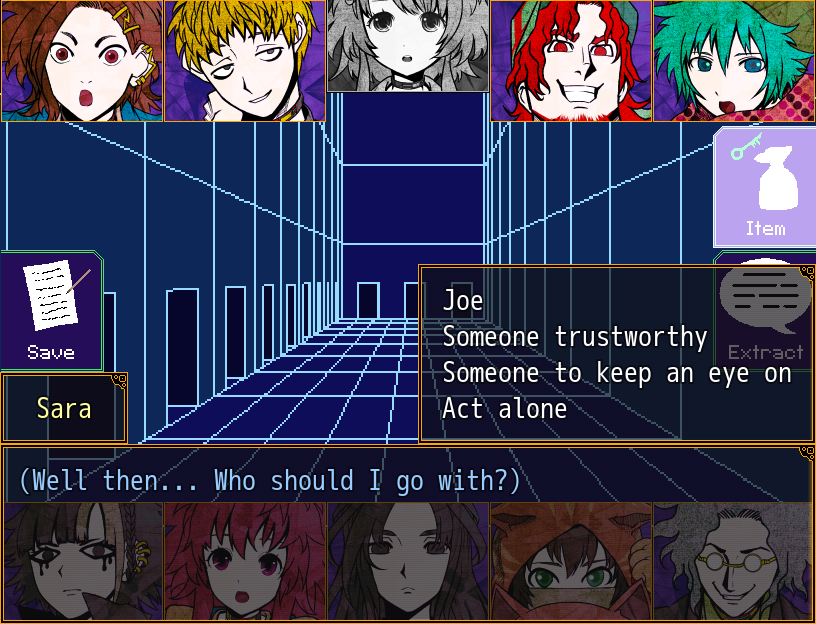 Item
Joe
Someone trustworthy
Someone to keep an eye on
Act alone
Extract
Save
Sara
(Well then... Who should I go with?)